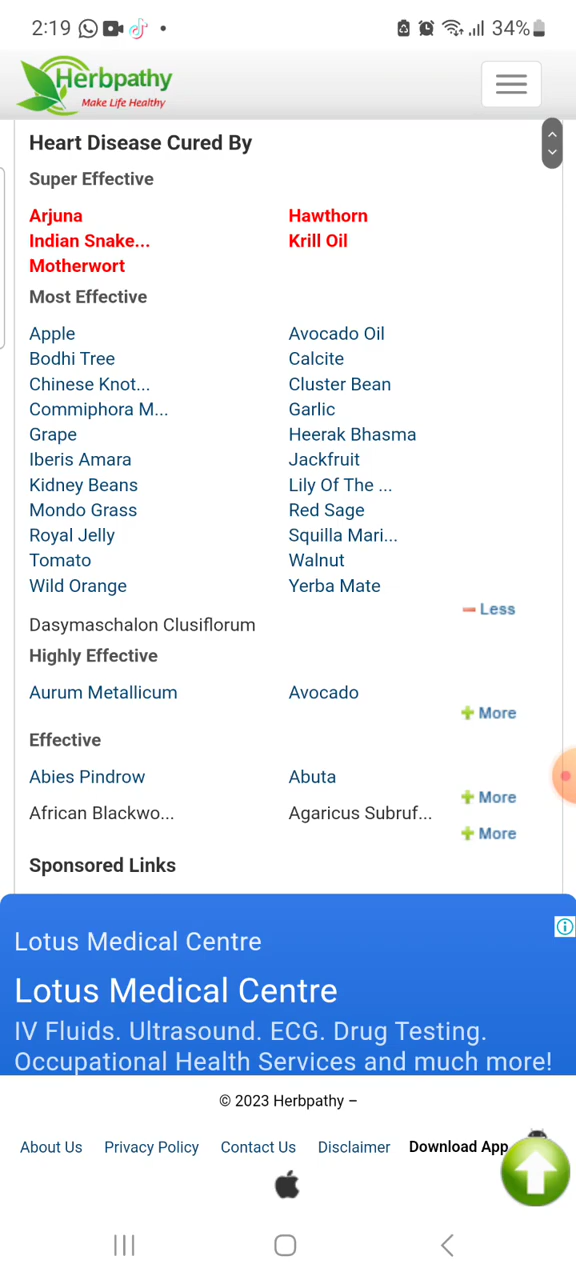 2:19 34%
Herbpathy
Make Life Healthy
Heart Disease Cured By
Super Effective
Arjuna Hawthorn
Indian Snake... Krill Oil
Motherwort
Most Effective
Apple Avocado Oil
Bodhi Tree Calcite
Chinese Knot... Cluster Bean
Commiphora M... Garlic
Grape Heerak Bhasma
Iberis Amara Jackfruit
Kidney Beans Lily Of The ...
Mondo Grass Red Sage
Royal Jelly Squilla Mari...
Tomato Walnut
Wild Orange Yerba Mate
Less
Dasymaschalon Clusiflorum
Highly Effective
Aurum Metallicum Avocado
More
Effective
Abies Pindrow Abuta
More
African Blackwo... Agaricus Subruf...
More
Sponsored Links
Lotus Medical Centre
Lotus Medical Centre
IV Fluids. Ultrasound. ECG. Drug Testing.
Occupational Health Services and much more!
© 2023 Herbpathy –
About Us Privacy Policy Contact Us Disclaimer Download App